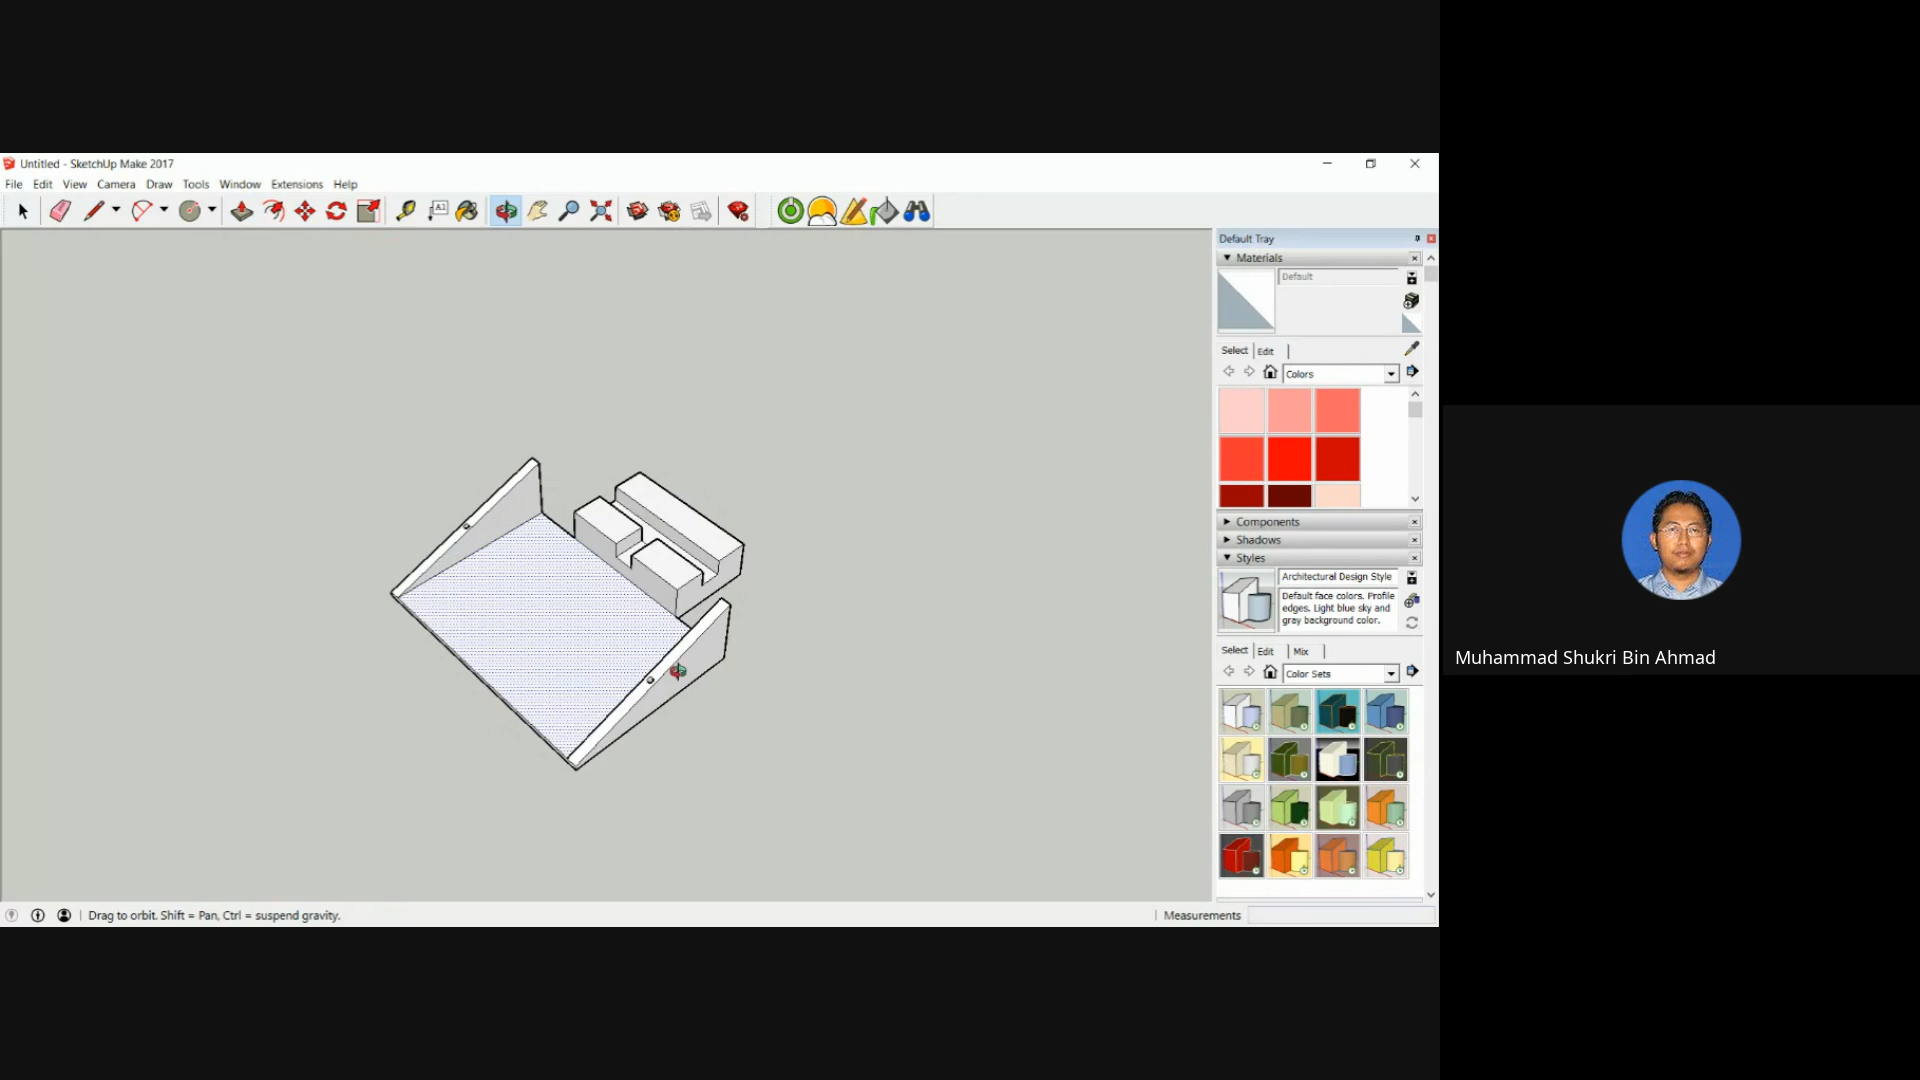 Untitled - SketchUp Make 2017
File Edit View Camera Draw Tools Window Extensions Help
A1
Default Tray
Materials
Default
Select Edit
Colors
Components
Shadows
Styles
Architectural Design Style
Default face colors. Profile
edges. Light blue sky and
gray background color.
Select Edit Mix
Color Sets
Muhammad Shukri Bin Ahmad
Drag to orbit. Shift = Pan, Ctrl = suspend gravity.
Measurements